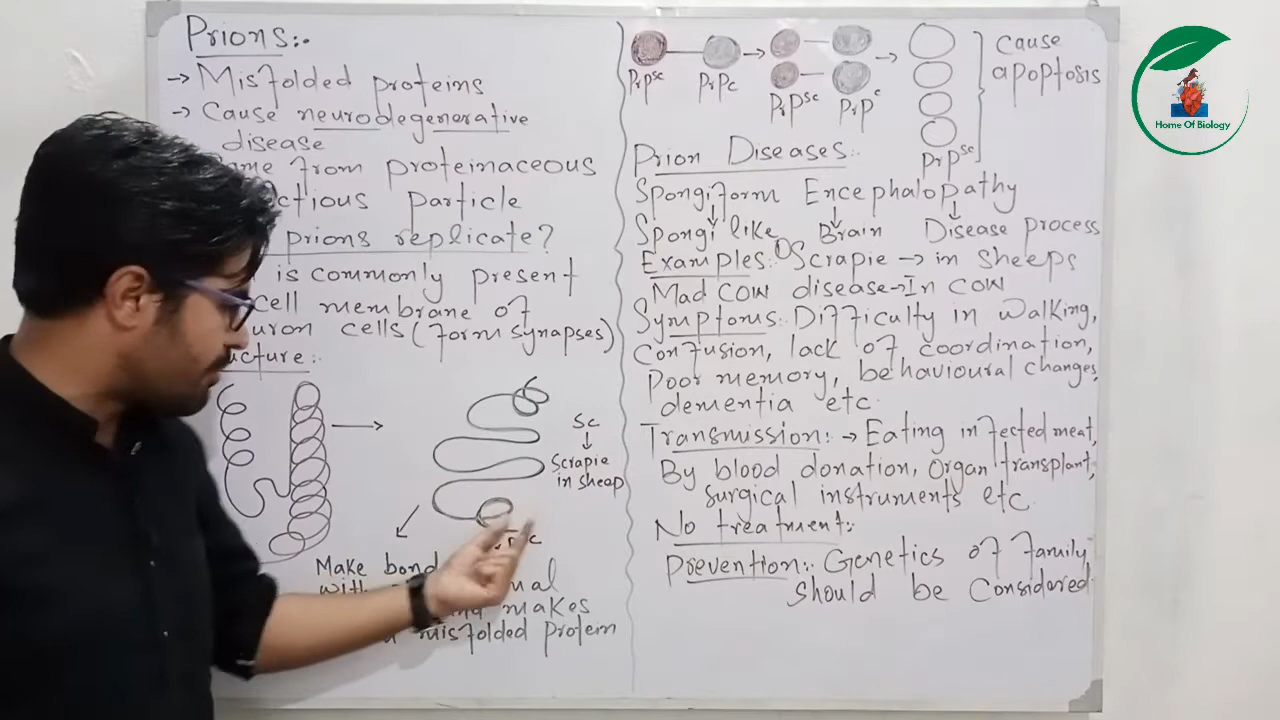 Prions:-
→ Misfolded proteins
→ Cause neurodegenerative
disease
from proteinaceous
particle
prions replicate?
is commonly present
cell membrane of
cells (form synapses)
→
Sc
↓
Scrapie
in sheep
Make bond
makes
misfolded protein
PrPsc PrPc → PrPsc PrPc → PrPsc
cause
apoptosis
Prion Diseases:-
Spongiform Encephalopathy
Spongi like Brain Disease process
Examples: ① Scrapie → in sheeps
Mad cow disease → In cow
Symptoms:- Difficulty in walking,
confusion, lack of coordination,
Poor memory, behavioural changes,
dementia etc.
Transmission:- → Eating infected meat,
By blood donation, organ transplant,
surgical instruments etc.
No treatment:-
Prevention:- Genetics of family
should be considered
Home Of Biology